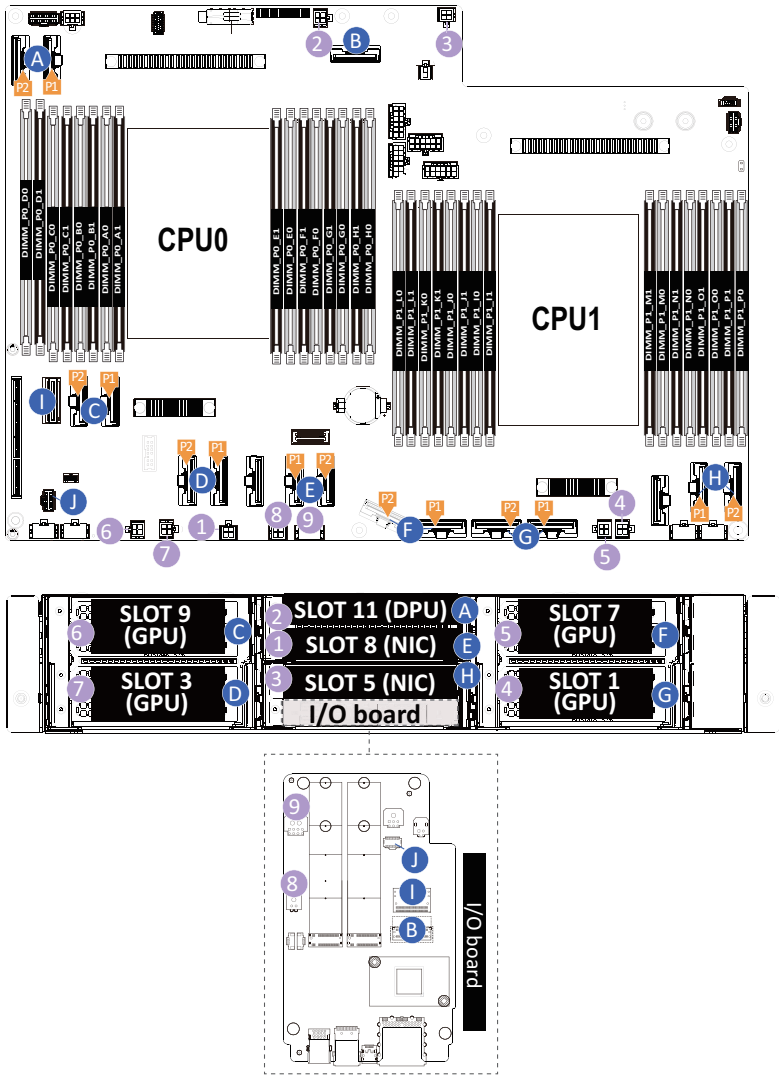 2
B
3
A
P2
P1
DIMM_P0_D0
DIMM_P0_D1
DIMM_P0_C0
DIMM_P0_C1
DIMM_P0_B0
DIMM_P0_B1
DIMM_P0_A0
DIMM_P0_A1
CPU0
DIMM_P0_E1
DIMM_P0_E0
DIMM_P0_F1
DIMM_P0_F0
DIMM_P0_G1
DIMM_P0_G0
DIMM_P0_H1
DIMM_P0_H0
DIMM_P1_L0
DIMM_P1_L1
DIMM_P1_K0
DIMM_P1_K1
DIMM_P1_J0
DIMM_P1_J1
DIMM_P1_I0
DIMM_P1_I1
CPU1
DIMM_P1_M1
DIMM_P1_M0
DIMM_P1_N1
DIMM_P1_N0
DIMM_P1_O1
DIMM_P1_O0
DIMM_P1_P1
DIMM_P1_P0
I
P2
P1
C
P2
P1
D
P1
P2
E
J
6
7
1
8
9
P2
P1
F
P2
P1
G
4
5
H
P1
P2
SLOT 9
(GPU)
6
C
SLOT 3
(GPU)
7
D
2
SLOT 11 (DPU)
A
1
SLOT 8 (NIC)
E
3
SLOT 5 (NIC)
H
I/O board
SLOT 7
(GPU)
5
F
SLOT 1
(GPU)
4
G
9
J
8
I
B
I/O board